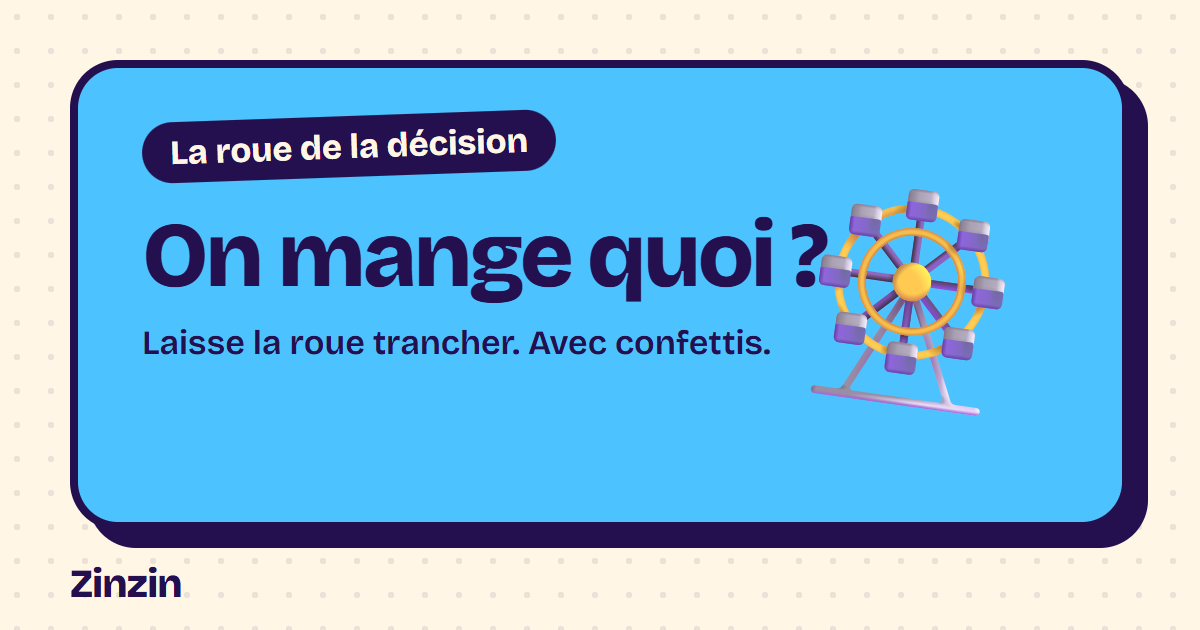 La roue de la décision
On mange quoi ?
Laisse la roue trancher. Avec confettis.
Zinzin